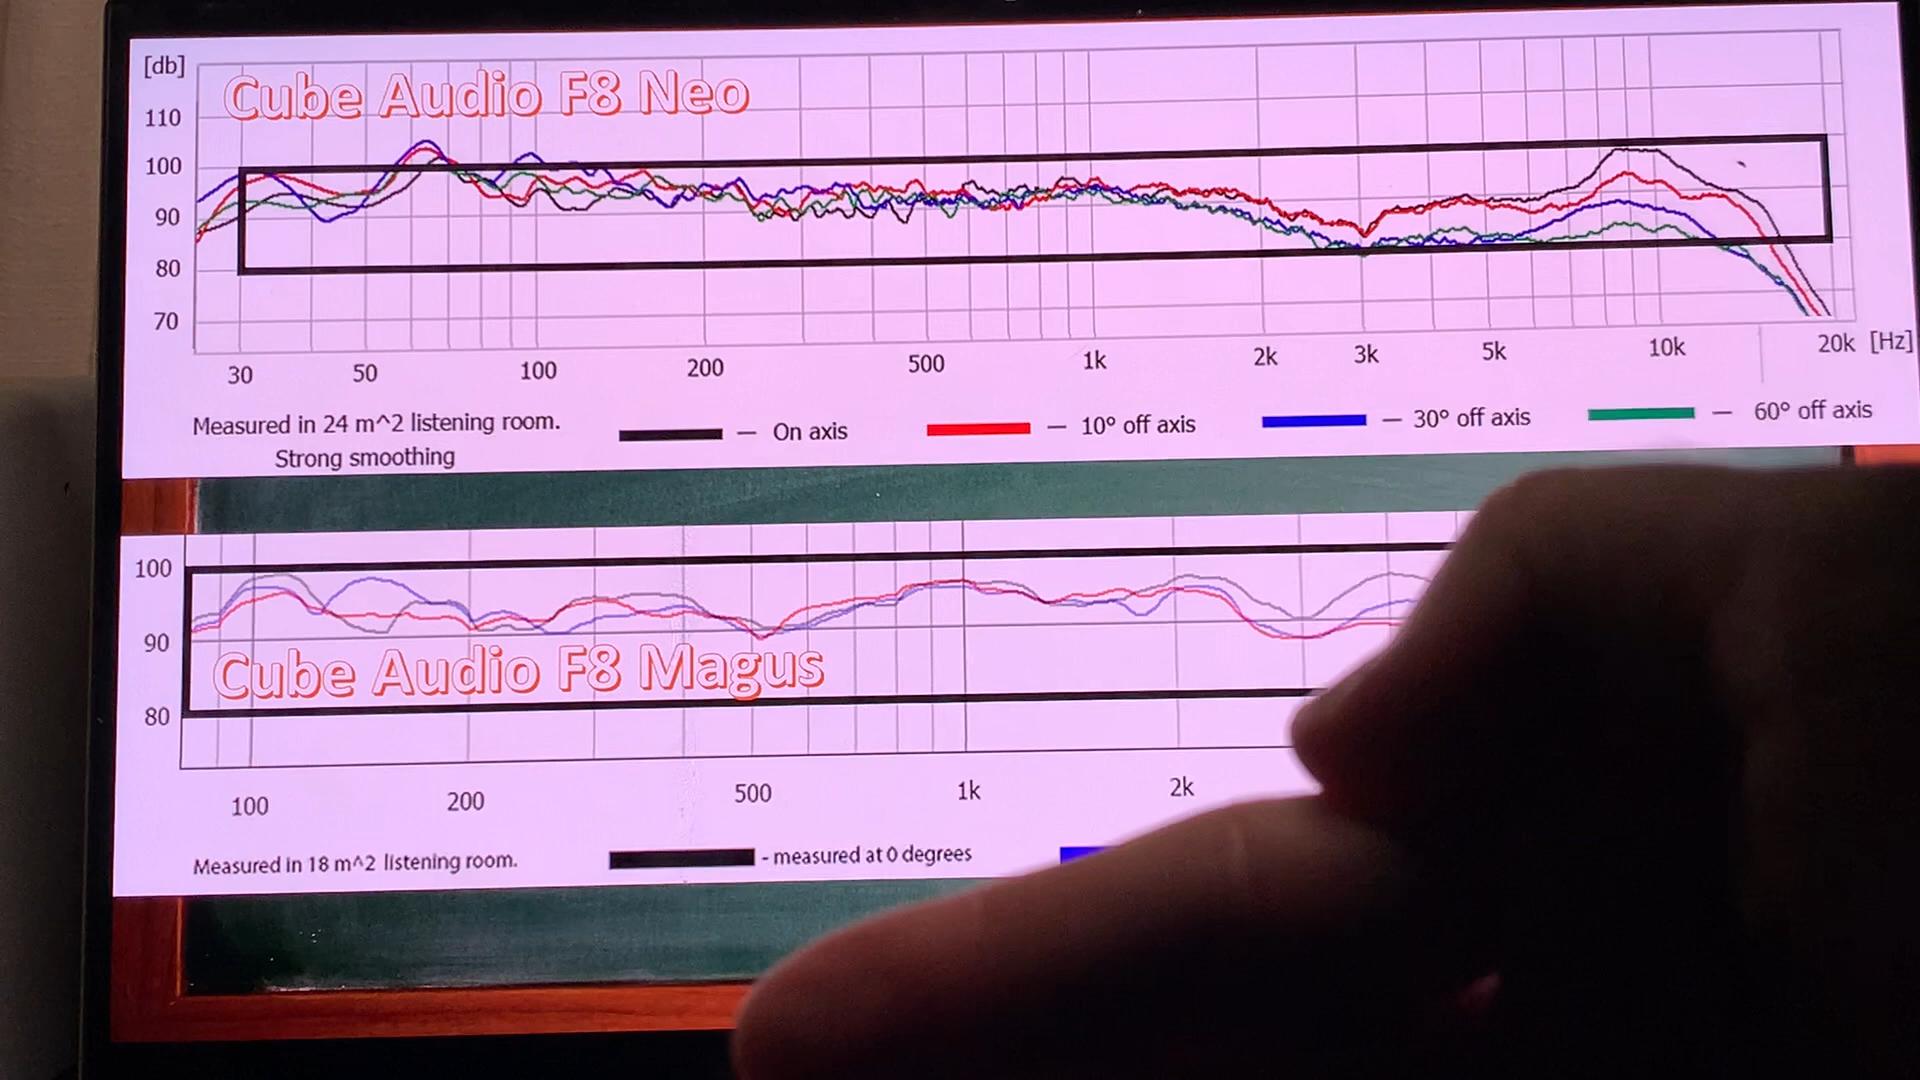 [db]
Cube Audio F8 Neo
110
100
90
80
70
30 50 100 200 500 1k 2k 3k 5k 10k 20k [Hz]
Measured in 24 m^2 listening room.
Strong smoothing
— On axis
— 10° off axis
— 30° off axis
— 60° off axis
100
90
80
Cube Audio F8 Magus
100 200 500 1k 2k
Measured in 18 m^2 listening room.
- measured at 0 degrees